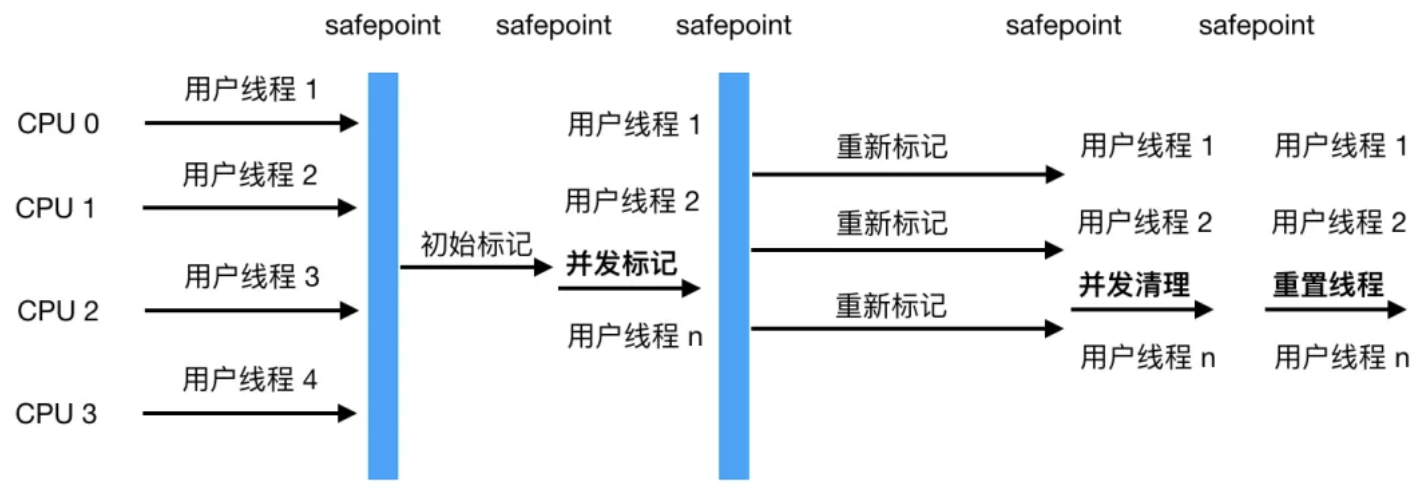 safepoint safepoint safepoint safepoint safepoint
CPU 0
用户线程 1
CPU 1
用户线程 2
CPU 2
用户线程 3
CPU 3
用户线程 4
初始标记
用户线程 1
用户线程 2
并发标记
用户线程 n
重新标记
重新标记
重新标记
用户线程 1
用户线程 2
并发清理
用户线程 n
用户线程 1
用户线程 2
重置线程
用户线程 n